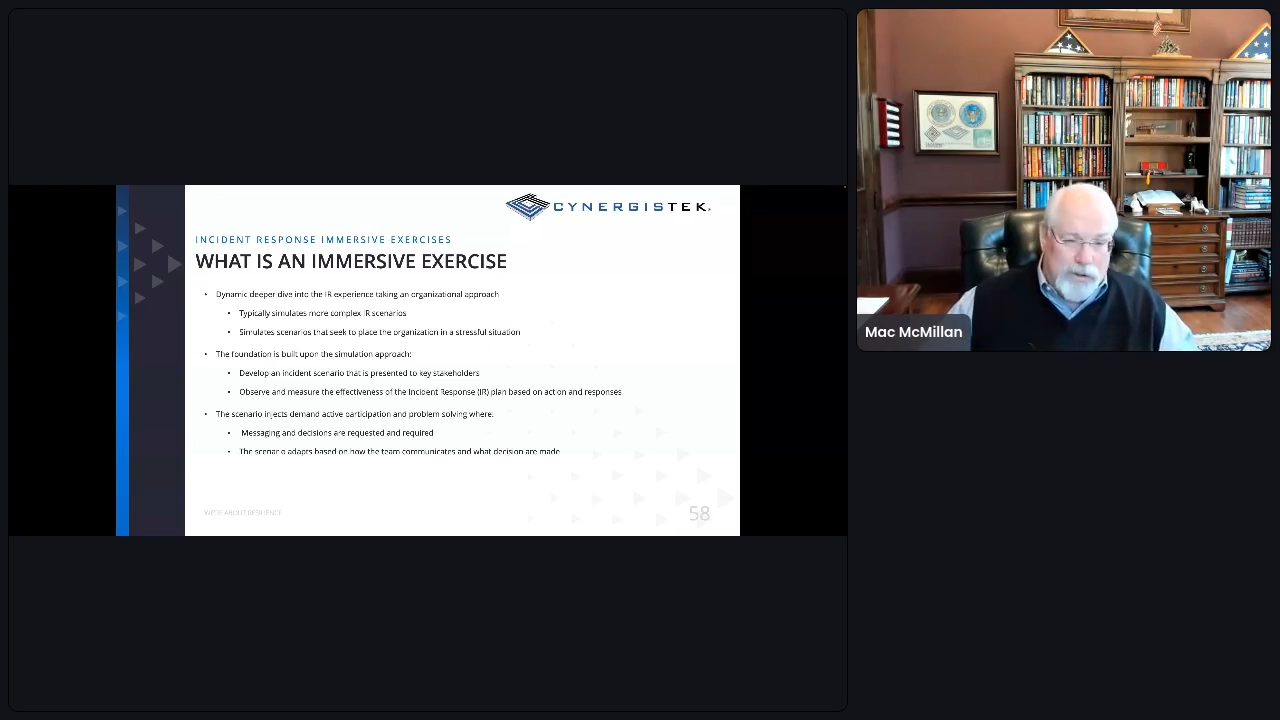 CYNERGISTEK
INCIDENT RESPONSE IMMERSIVE EXERCISES
WHAT IS AN IMMERSIVE EXERCISE
• Dynamic deeper dive into the IR experience taking an organizational approach
• Typically simulates more complex IR scenarios
• Simulates scenarios that seek to place the organization in a stressful situation
• The foundation is built upon the simulation approach:
• Develop an incident scenario that is presented to key stakeholders
• Observe and measure the effectiveness of the Incident Response (IR) plan based on action and responses
• The scenario injects demand active participation and problem solving where:
• Messaging and decisions are requested and required
• The scenario adapts based on how the team communicates and what decision are made
WE'RE ABOUT RESILIENCE
58
Mac McMillan